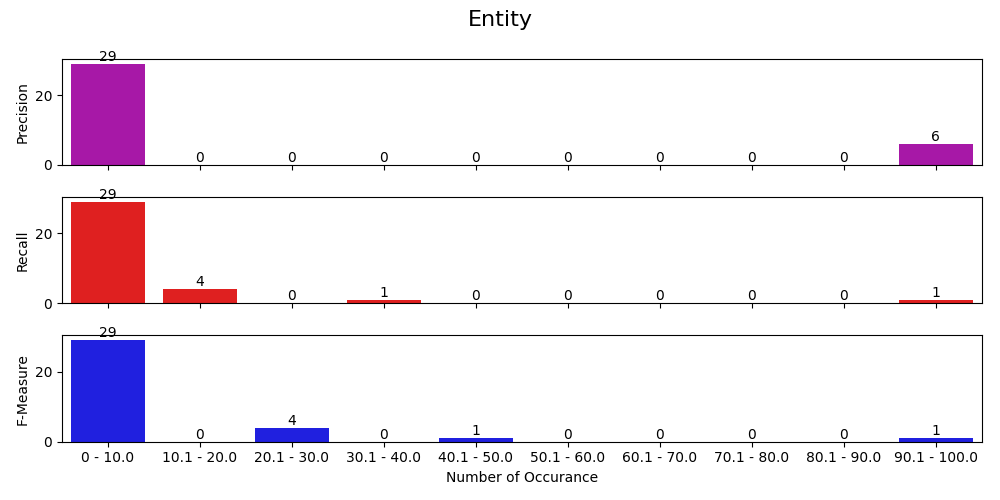 Entity
29 0 0 0 0 0 0 0 0 6
Precision
20
0
29 4 0 1 0 0 0 0 0 1
Recall
20
0
29 0 4 0 1 0 0 0 0 1
F-Measure
20
0
0 - 10.0 10.1 - 20.0 20.1 - 30.0 30.1 - 40.0 40.1 - 50.0 50.1 - 60.0 60.1 - 70.0 70.1 - 80.0 80.1 - 90.0 90.1 - 100.0
Number of Occurance